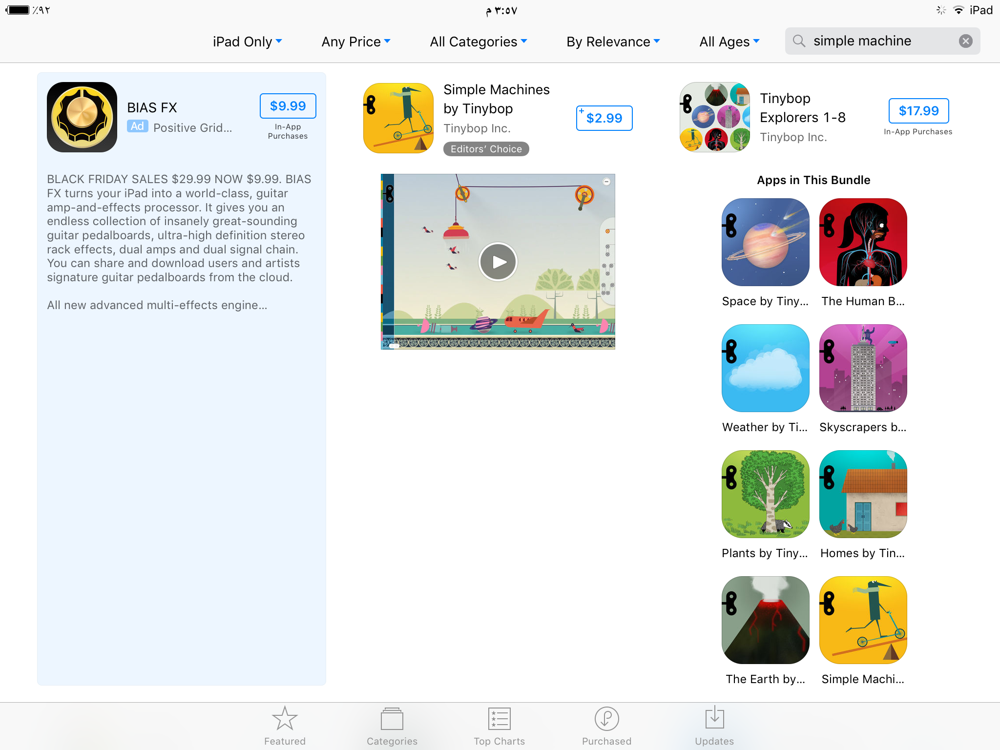 ٪٩٢
٣:٥٧ م
iPad
iPad Only
Any Price
All Categories
By Relevance
All Ages
simple machine
BIAS FX
Ad Positive Grid...
$9.99
In-App
Purchases
BLACK FRIDAY SALES $29.99 NOW $9.99. BIAS
FX turns your iPad into a world-class, guitar
amp-and-effects processor. It gives you an
endless collection of insanely great-sounding
guitar pedalboards, ultra-high definition stereo
rack effects, dual amps and dual signal chain.
You can share and download users and artists
signature guitar pedalboards from the cloud.
All new advanced multi-effects engine...
Simple Machines
by Tinybop
Tinybop Inc.
Editors’ Choice
+ $2.99
Tinybop
Explorers 1-8
Tinybop Inc.
$17.99
In-App Purchases
Apps in This Bundle
Space by Tiny...
The Human B...
Weather by Ti...
Skyscrapers b...
Plants by Tiny...
Homes by Tin...
The Earth by...
Simple Machi...
Featured
Categories
Top Charts
Purchased
Updates